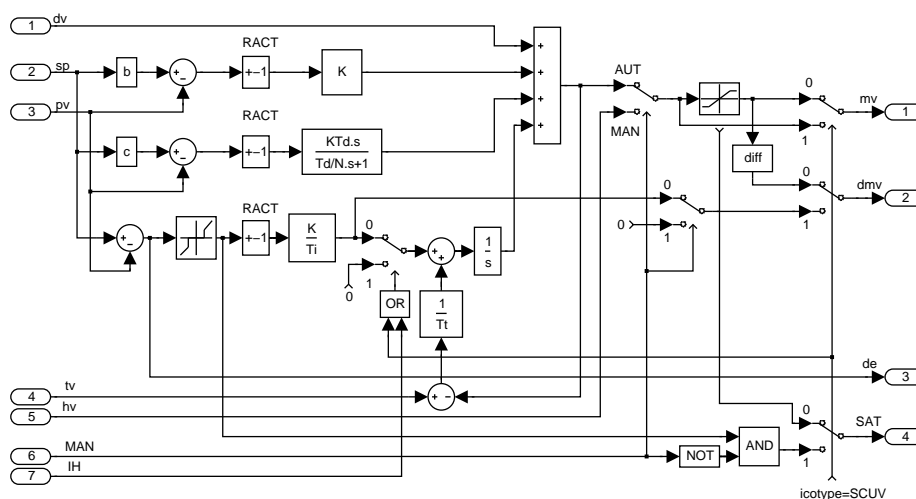 1 dv
2 sp
3 pv
RACT
b
+ −
+−1
K
+
+
+
+
AUT
MAN
0
1
mv
1
RACT
c
+ −
+−1
KTd.s
Td/N.s+1
diff
0
1
dmv
2
RACT
+ −
+−1
K
Ti
0
0
1
OR
+
+
1
s
1
Tt
0
0
1
de
3
4 tv
+ −
5 hv
6 MAN
7 IH
NOT
AND
0
1
SAT
4
icotype=SCUV